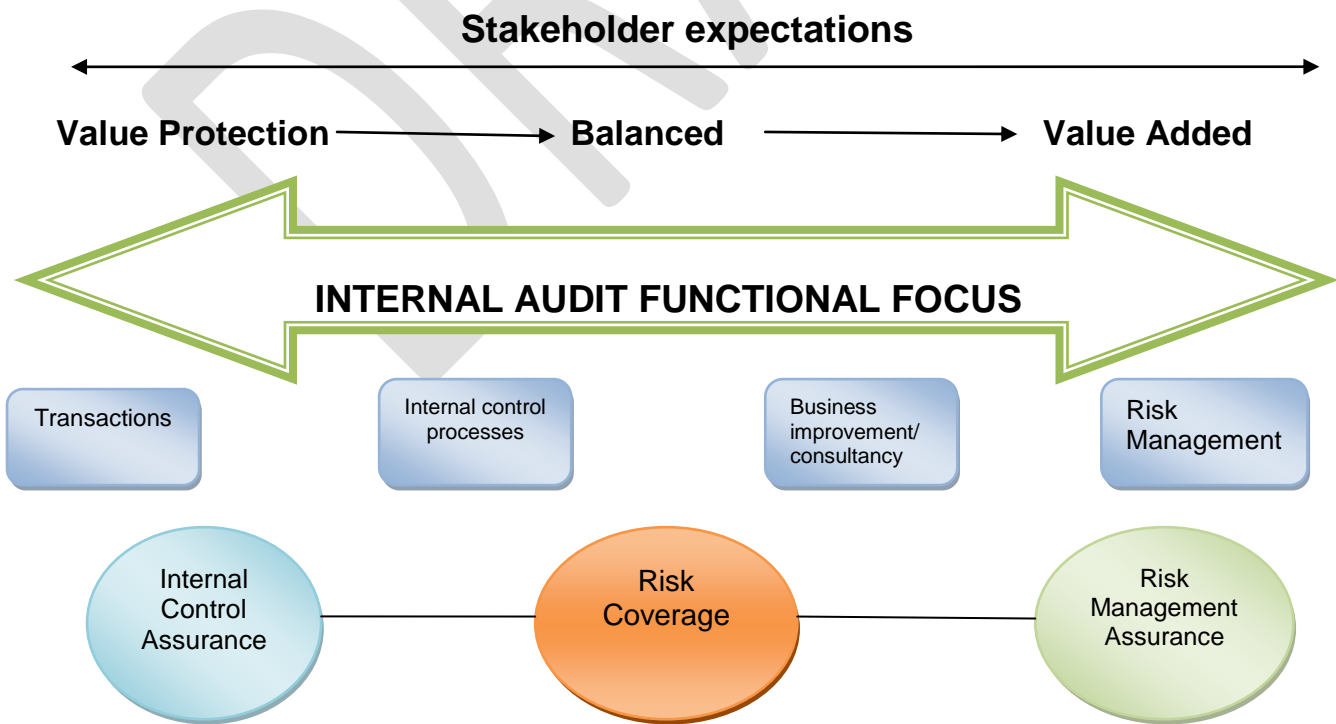 Stakeholder expectations
Value Protection
Balanced
Value Added
INTERNAL AUDIT FUNCTIONAL FOCUS
Transactions
Internal control
processes
Business
improvement/
consultancy
Risk
Management
Internal
Control
Assurance
Risk
Coverage
Risk
Management
Assurance